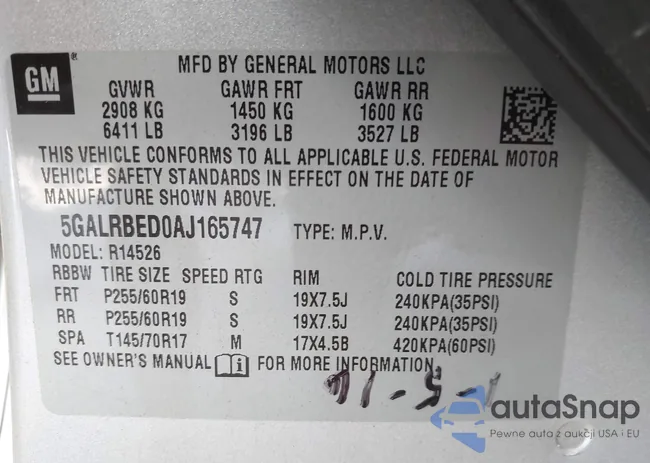 GM ®
MFD BY GENERAL MOTORS LLC
GVWR GAWR FRT GAWR RR
2908 KG 1450 KG 1600 KG
6411 LB 3196 LB 3527 LB
THIS VEHICLE CONFORMS TO ALL APPLICABLE U.S. FEDERAL MOTOR
VEHICLE SAFETY STANDARDS IN EFFECT ON THE DATE OF
MANUFACTURE SHOWN ABOVE.
5GALRBED0AJ165747 TYPE: M.P.V.
MODEL: R14526
RBBW TIRE SIZE SPEED RTG RIM COLD TIRE PRESSURE
FRT P255/60R19 S 19X7.5J 240KPA(35PSI)
RR P255/60R19 S 19X7.5J 240KPA(35PSI)
SPA T145/70R17 M 17X4.5B 420KPA(60PSI)
SEE OWNER'S MANUAL FOR MORE INFORMATION.
autaSnap
Pewne auta z aukcji USA i EU